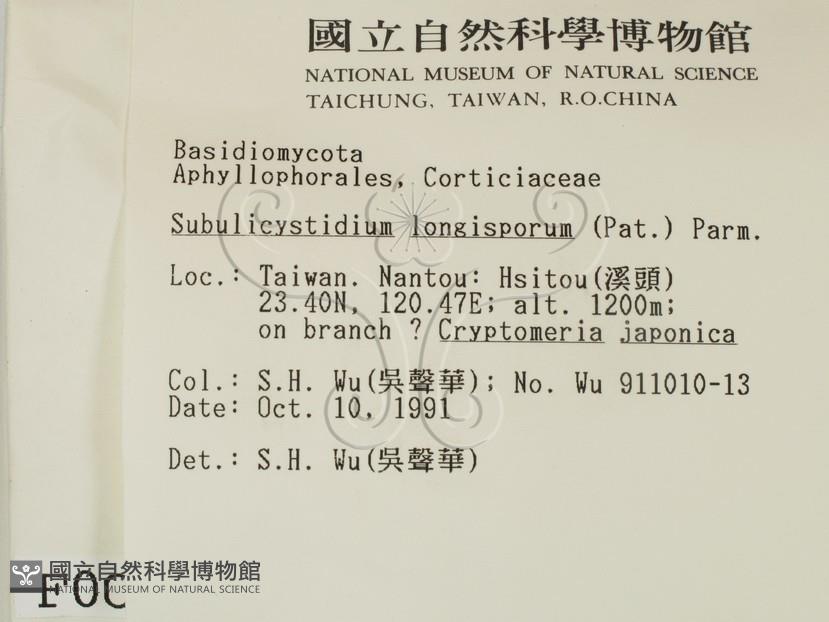 國立自然科學博物館
NATIONAL MUSEUM OF NATURAL SCIENCE
TAICHUNG, TAIWAN, R.O.CHINA
Basidiomycota
Aphyllophorales, Corticiaceae
Subulicystidium longisporum (Pat.) Parm.
Loc.: Taiwan. Nantou: Hsitou(溪頭)
23.40N, 120.47E; alt. 1200m;
on branch ? Cryptomeria japonica
Col.: S.H. Wu(吳聲華); No. Wu 911010-13
Date: Oct. 10, 1991
Det.: S.H. Wu(吳聲華)
國立自然科學博物館
NATIONAL MUSEUM OF NATURAL SCIENCE
FOC